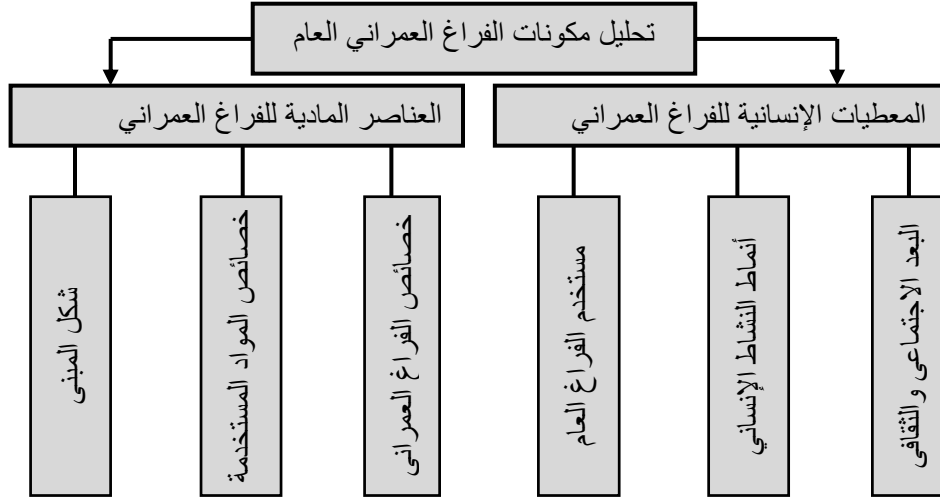 تحليل مكونات الفراغ العمراني العام
المعطيات الإنسانية للفراغ العمراني
العناصر المادية للفراغ العمراني
البعد الاجتماعى والثقافى
أنماط النشاط الإنساني
مستخدم الفراغ العام
خصائص الفراغ العمرانى
خصائص المواد المستخدمة
شكل المبنى